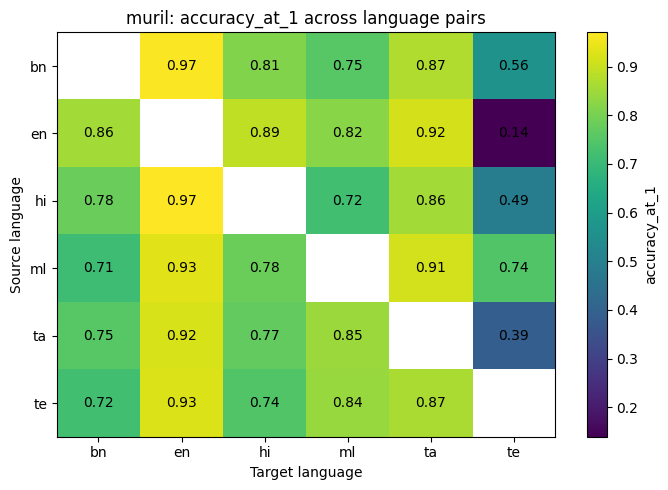 muril: accuracy_at_1 across language pairs
bn 0.97 0.81 0.75 0.87 0.56
en 0.86 0.89 0.82 0.92 0.14
hi 0.78 0.97 0.72 0.86 0.49
ml 0.71 0.93 0.78 0.91 0.74
ta 0.75 0.92 0.77 0.85 0.39
te 0.72 0.93 0.74 0.84 0.87
bn en hi ml ta te
Target language
Source language
0.9
0.8
0.7
0.6
0.5
0.4
0.3
0.2
accuracy_at_1